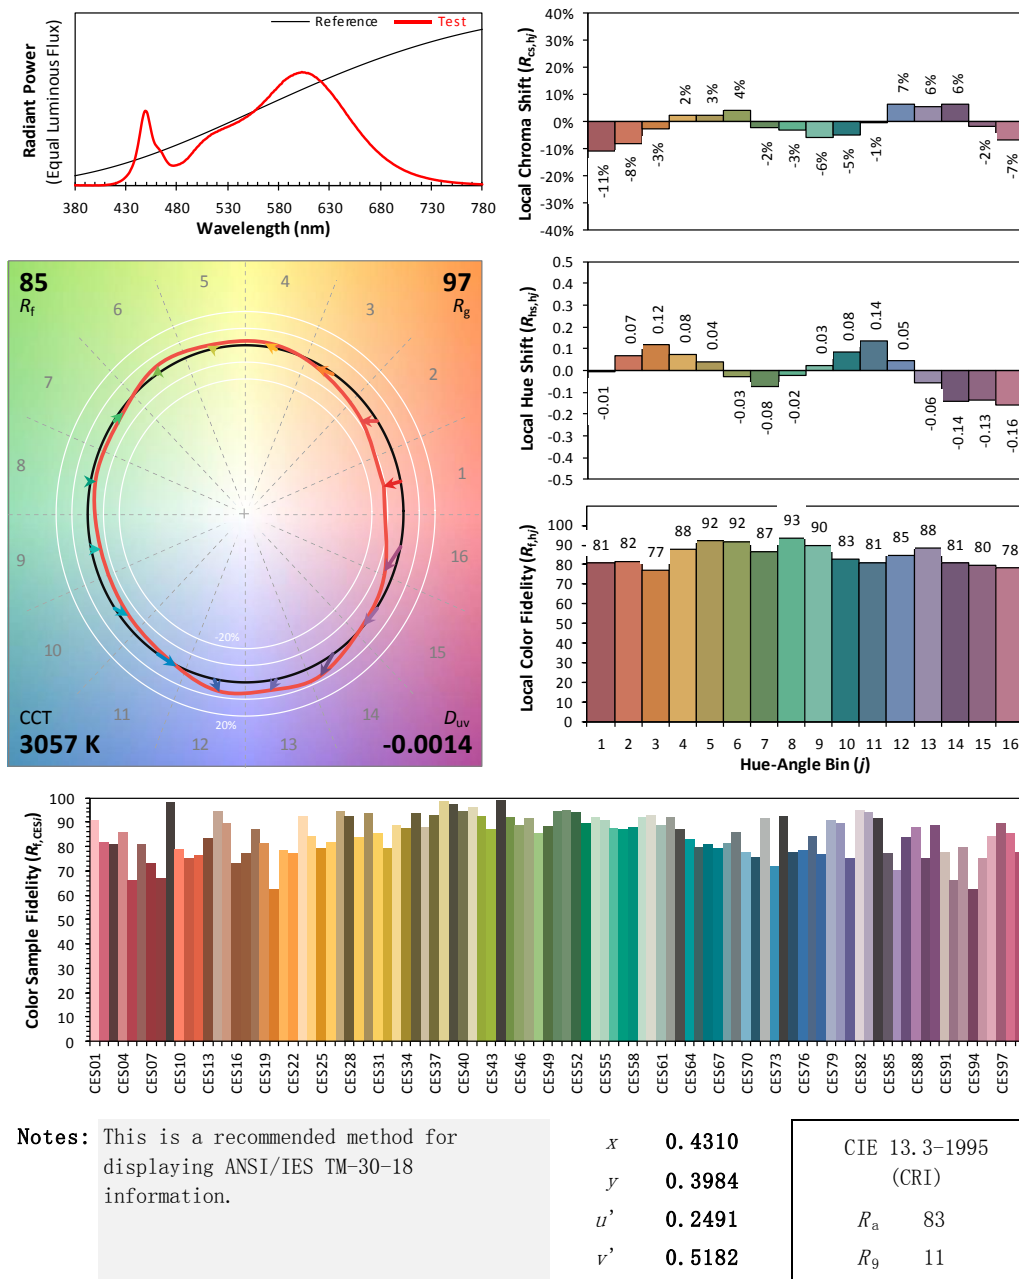 Reference Test
Radiant Power
(Equal Luminous Flux)
380 430 480 530 580 630 680 730 780
Wavelength (nm)
Local Chroma Shift (Rcs,hj)
40%
30%
20%
10%
0%
-10%
-20%
-30%
-40%
-11% -8% -3% 2% 3% 4% -2% -3% -6% -5% -1% 7% 6% 6% -2% -7%
85
Rf
97
Rg
5 4
6 3
7 2
8 1
9 16
10 15
11 14
12 13
-20%
20%
CCT
3057 K
Duv
-0.0014
Local Hue Shift (Rhs,hj)
0.5
0.4
0.3
0.2
0.1
0.0
-0.1
-0.2
-0.3
-0.4
-0.5
-0.01 0.07 0.12 0.08 0.04 -0.03 -0.08 -0.02 0.03 0.08 0.14 0.05 -0.06 -0.14 -0.13 -0.16
Local Color Fidelity (Rf,hj)
100
90
80
70
60
50
40
30
20
10
0
81 82 77 88 92 92 87 93 90 83 81 85 88 81 80 78
1 2 3 4 5 6 7 8 9 10 11 12 13 14 15 16
Hue-Angle Bin (j)
Color Sample Fidelity (Rf,CESi)
100
90
80
70
60
50
40
30
20
10
0
CES01 CES04 CES07 CES10 CES13 CES16 CES19 CES22 CES25 CES28 CES31 CES34 CES37 CES40 CES43 CES46 CES49 CES52 CES55 CES58 CES61 CES64 CES67 CES70 CES73 CES76 CES79 CES82 CES85 CES88 CES91 CES94 CES97
Notes: This is a recommended method for
displaying ANSI/IES TM-30-18
information.
x 0.4310
y 0.3984
u' 0.2491
v' 0.5182
CIE 13.3-1995
(CRI)
Ra 83
R9 11